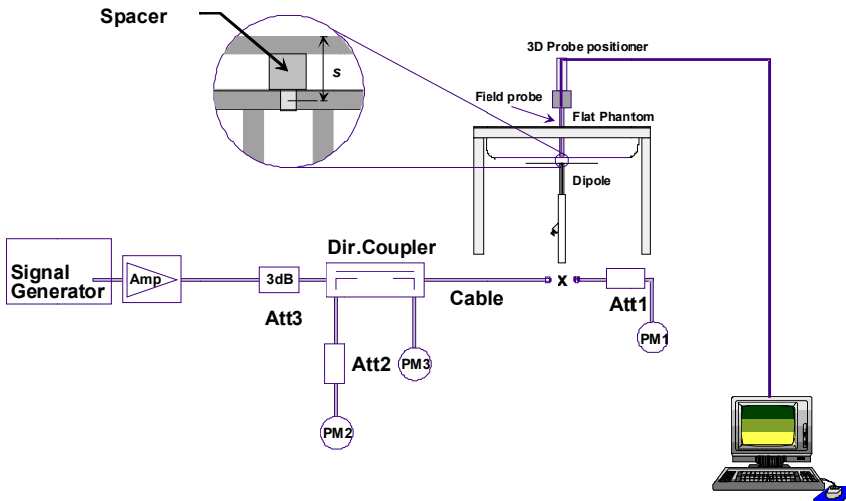 Spacer
s
3D Probe positioner
Field probe
Flat Phantom
Dipole
Signal
Generator
Amp
3dB
Att3
Dir.Coupler
Cable
x
Att1
PM1
Att2
PM3
PM2